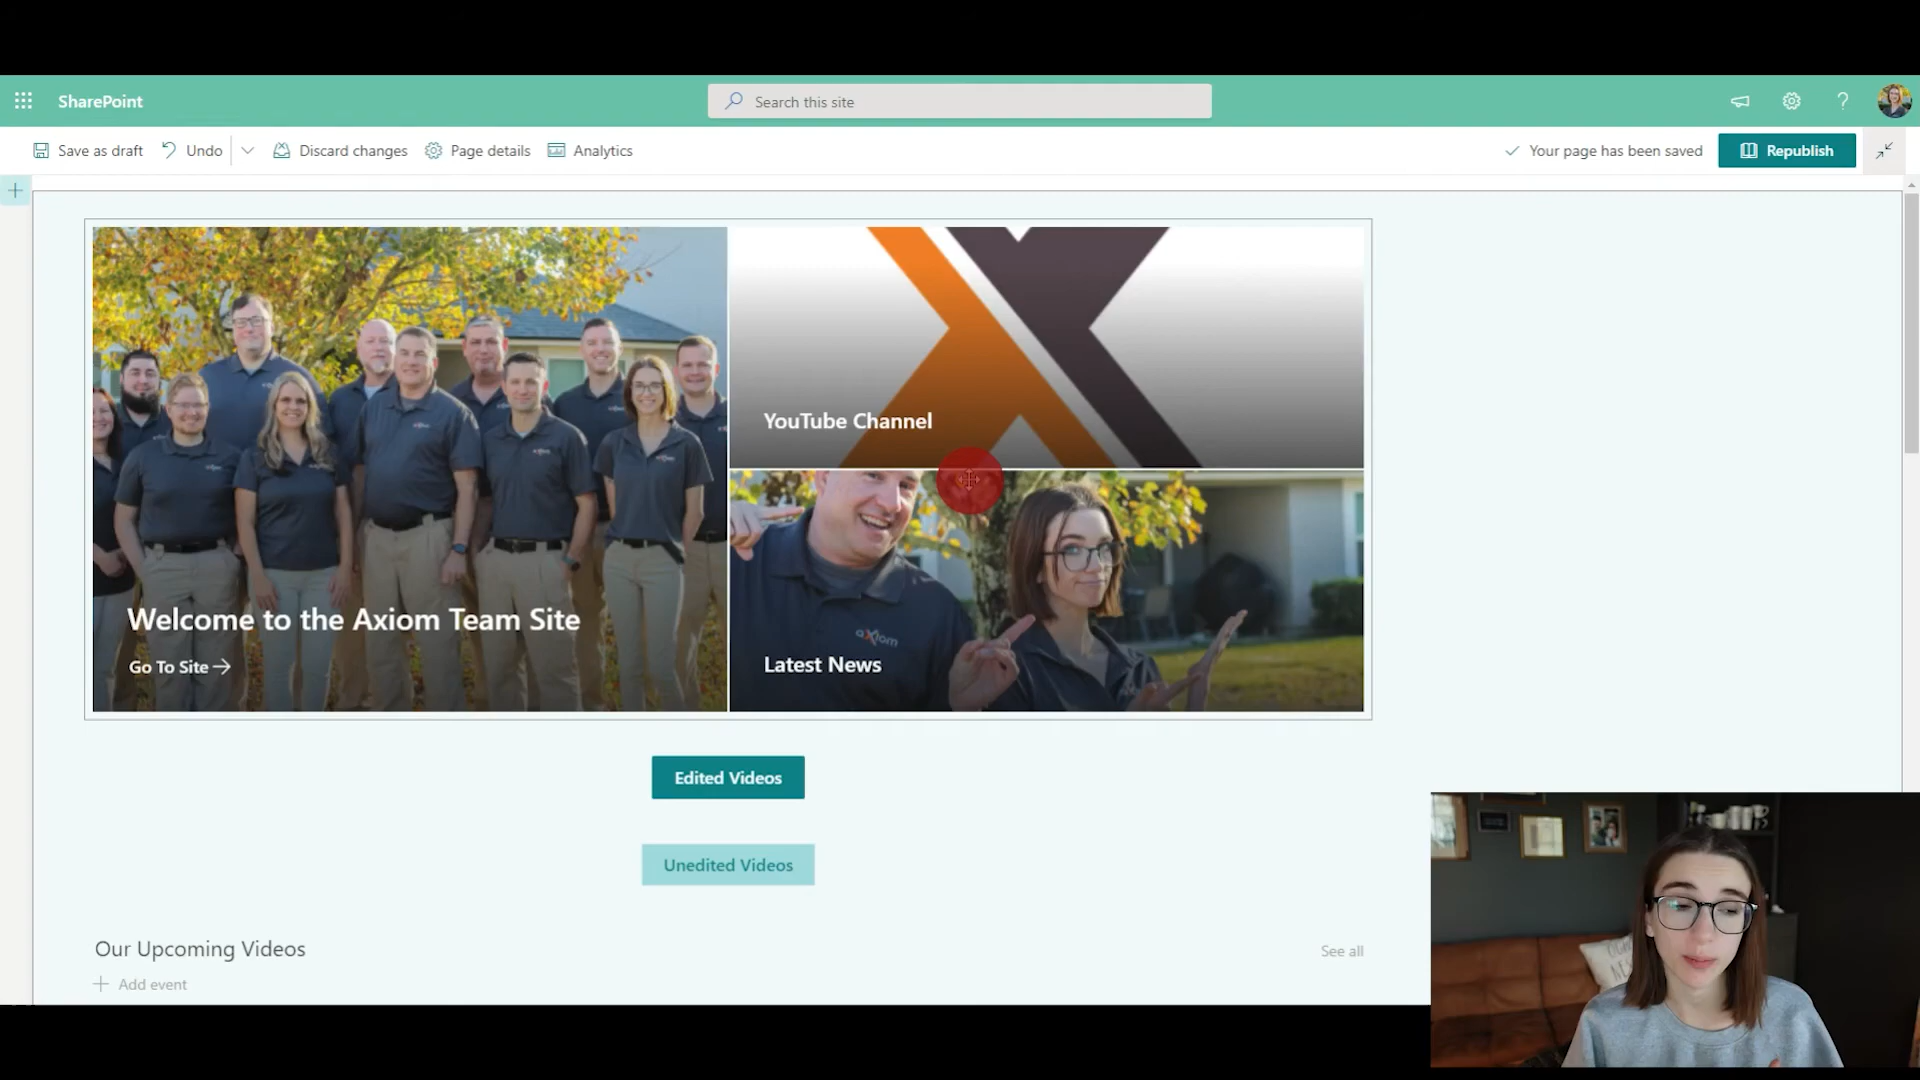 SharePoint
Search this site
?
Save as draft
Undo
Discard changes
Page details
Analytics
Your page has been saved
Republish
YouTube Channel
Welcome to the Axiom Team Site
Go To Site
axiom
Latest News
Edited Videos
Unedited Videos
Our Upcoming Videos
See all
Add event